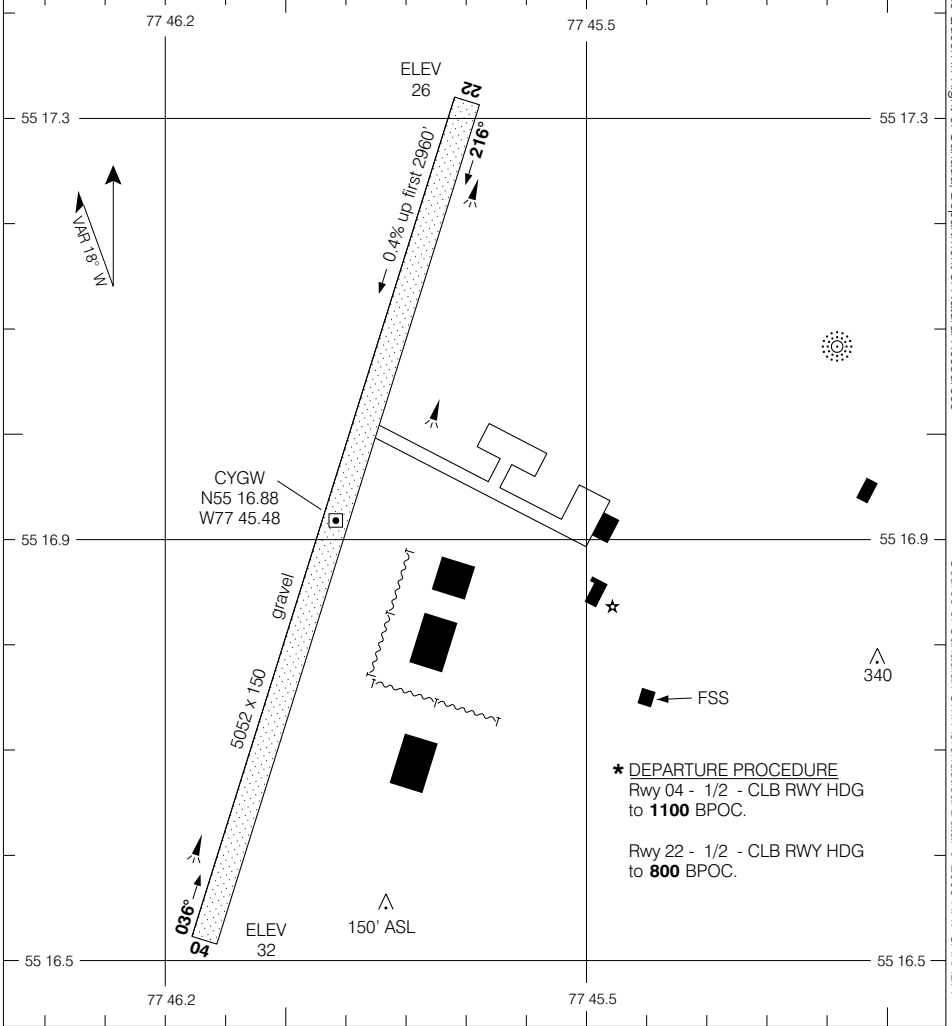 77 46.2
77 45.5
ELEV
26
22
55 17.3
55 17.3
216°
0.4% up first 2960'
VAR 18° W
CYGW
N55 16.88
W77 45.48
55 16.9
55 16.9
gravel
340
FSS
5052 x 150
* DEPARTURE PROCEDURE
Rwy 04 - 1/2 - CLB RWY HDG
to 1100 BPOC.
Rwy 22 - 1/2 - CLB RWY HDG
to 800 BPOC.
036°
04
ELEV
32
150' ASL
55 16.5
55 16.5
77 46.2
77 45.5